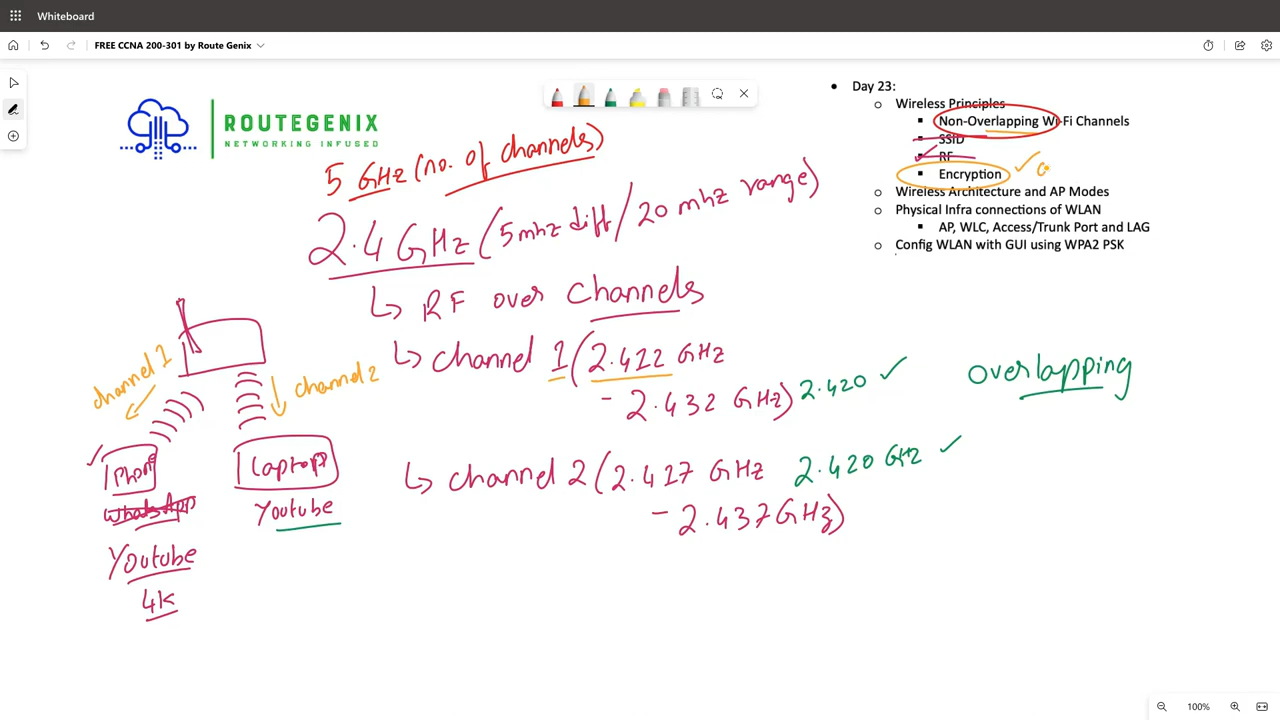 Whiteboard
FREE CCNA 200-301 by Route Genix
ROUTEGENIX
NETWORKING INFUSED
Day 23:
Wireless Principles
Non-Overlapping Wi-Fi Channels
SSID
RF
Encryption
Wireless Architecture and AP Modes
Physical Infra connections of WLAN
AP, WLC, Access/Trunk Port and LAG
Config WLAN with GUI using WPA2 PSK
5 GHz (no. of channels)
2.4 GHz (5mhz diff/20 mhz range)
RF over channels
channel 1 (2.422 GHz
- 2.432 GHz) 2.420 ✓
overlapping
channel 2 (2.427 GHz 2.420 GHz ✓
- 2.437 GHz)
channel 1
channel 2
Phone
Laptop
WhatsApp
Youtube
Youtube
4K
100%